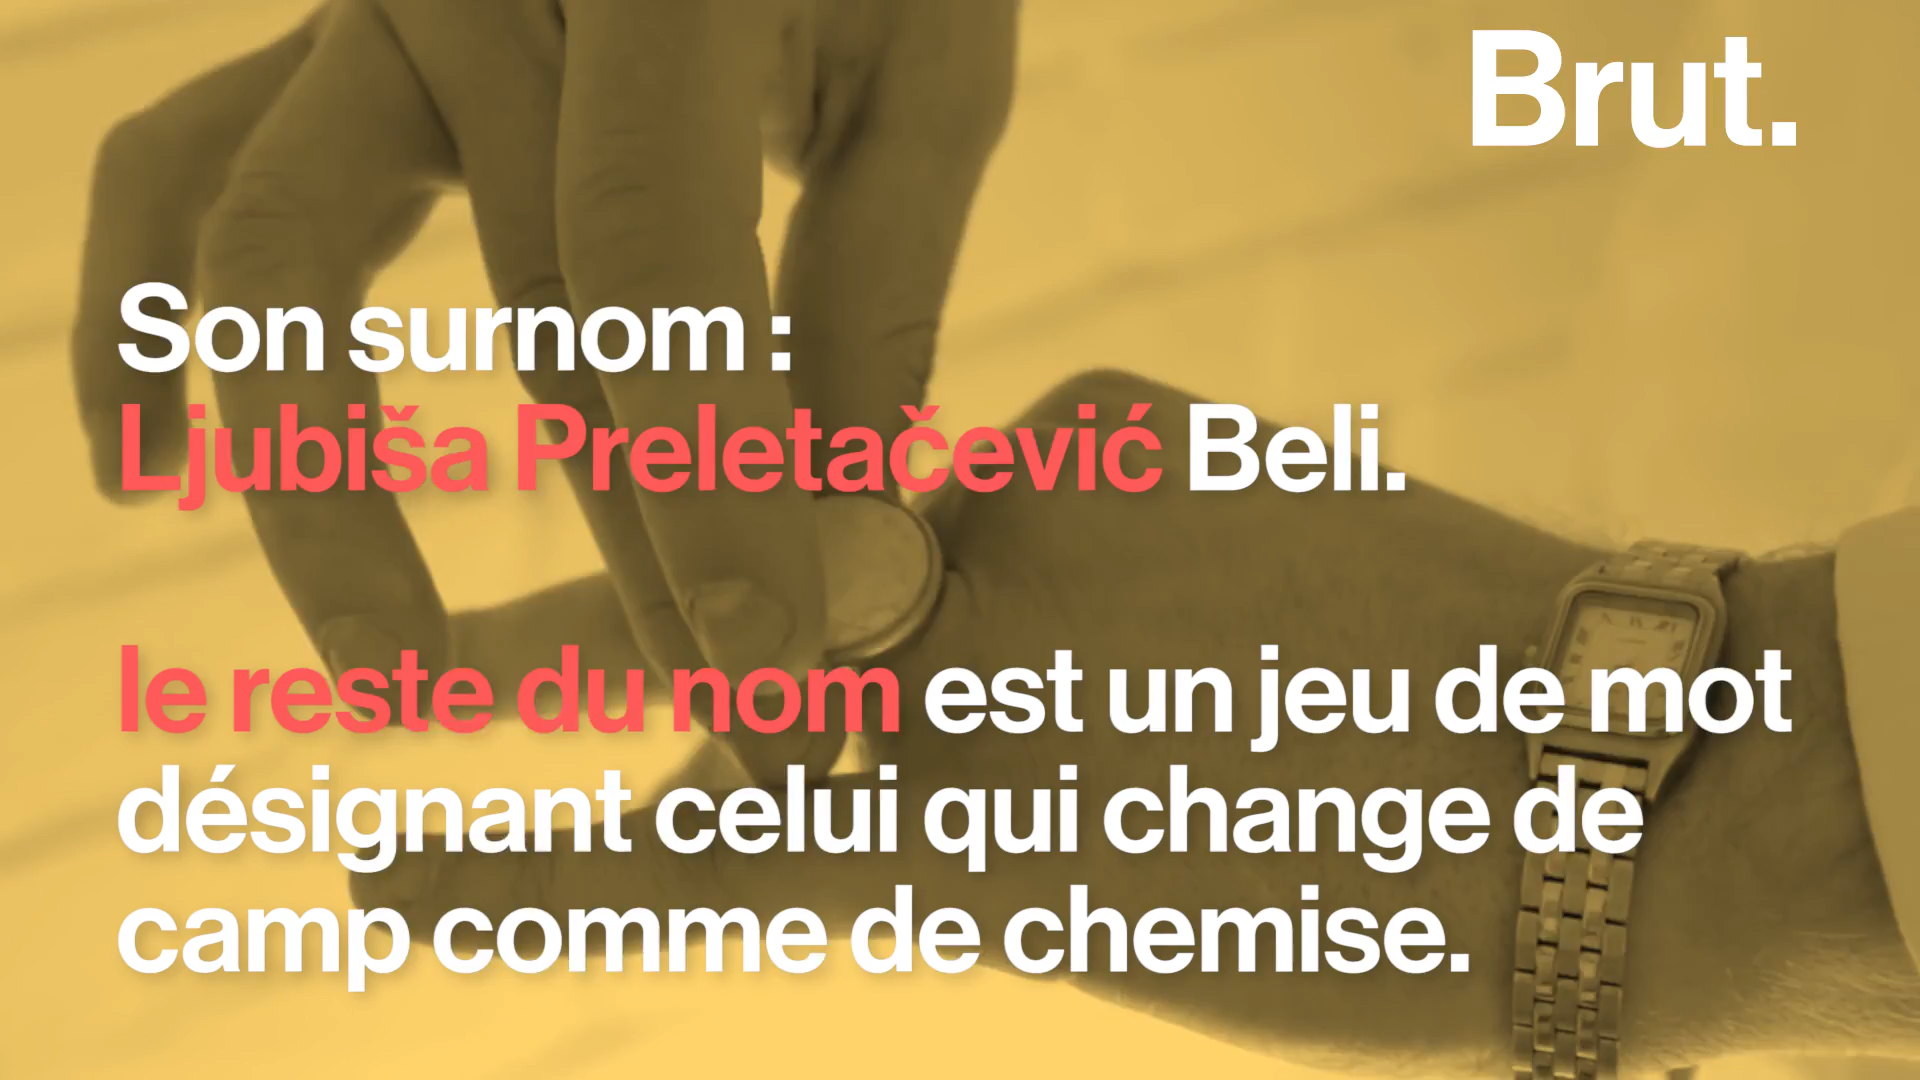 Brut.
Son surnom :
Ljubiša Preletačević Beli.
le reste du nom est un jeu de mot
désignant celui qui change de
camp comme de chemise.